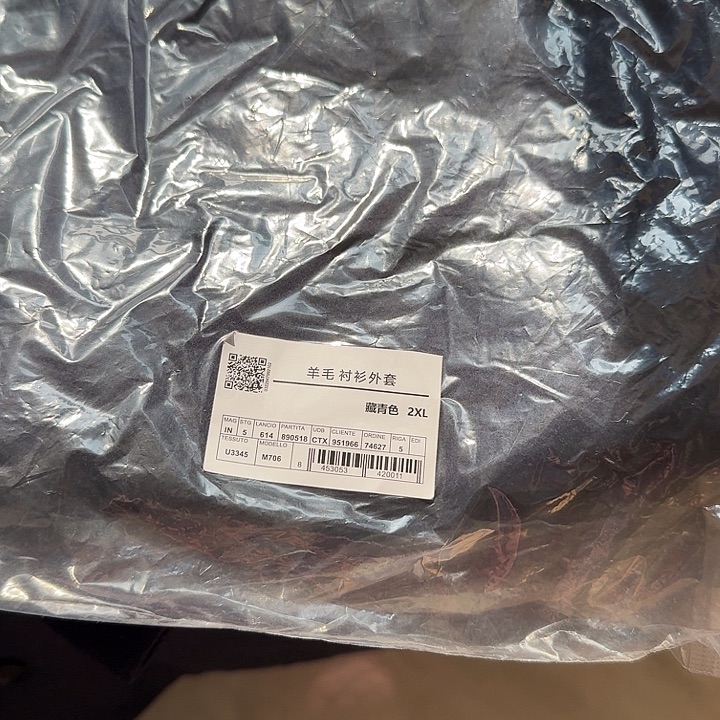 羊毛 衬衫外套
藏青色 2XL
MAG STG LANCIO PARTITA UDB CLIENTE ORDINE RIGA EDI
IN 5 614 890518 CTX 951966 74627 5
TESSUTO MODELLO
U3345 M706 8 453053 420011